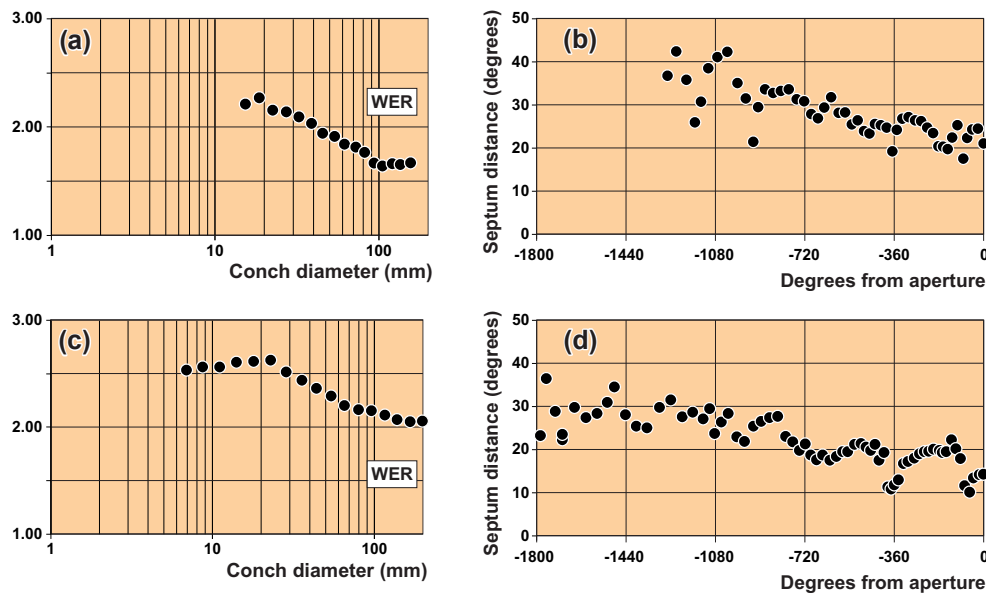 (a)
3.00
2.00
1.00
WER
1 10 100
Conch diameter (mm)
(b)
Septum distance (degrees)
50
40
30
20
10
0
-1800 -1440 -1080 -720 -360 0
Degrees from aperture
(c)
3.00
2.00
1.00
WER
1 10 100
Conch diameter (mm)
(d)
Septum distance (degrees)
50
40
30
20
10
0
-1800 -1440 -1080 -720 -360 0
Degrees from aperture